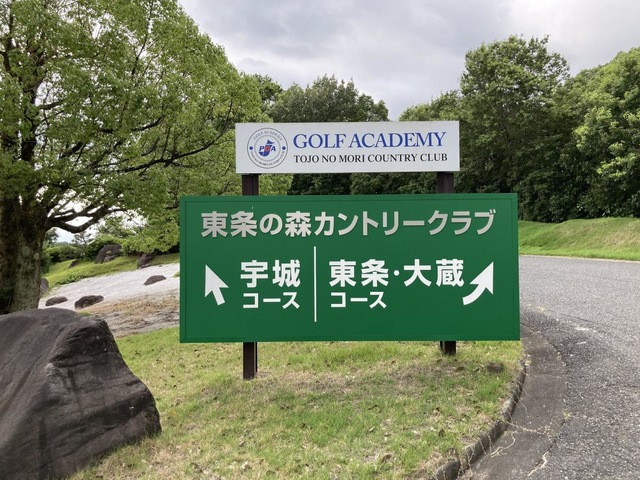 GOLF ACADEMY
TOJO NO MORI COUNTRY CLUB
東条の森カントリークラブ
宇城
コース
東条・大蔵
コース